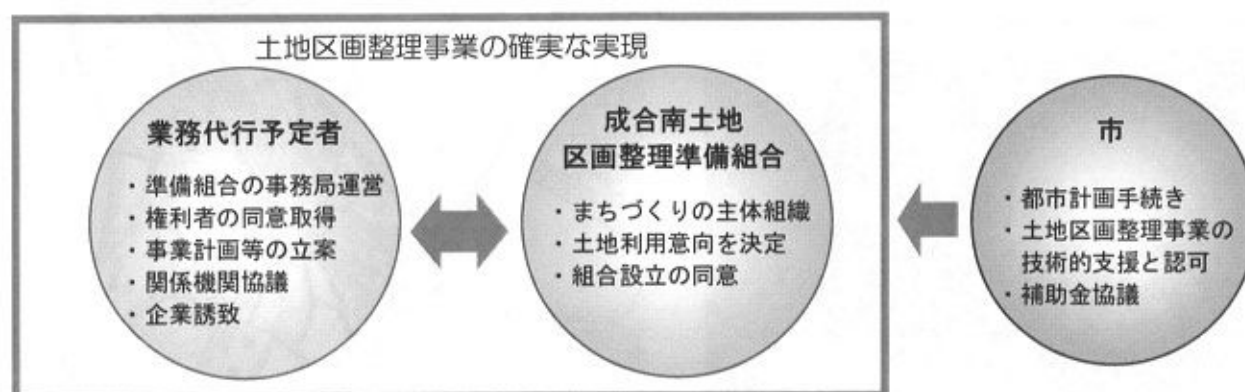 土地区画整理事業の確実な実現
業務代行予定者
・準備組合の事務局運営
・権利者の同意取得
・事業計画等の立案
・関係機関協議
・企業誘致
成合南土地
区画整理準備組合
・まちづくりの主体組織
・土地利用意向を決定
・組合設立の同意
市
・都市計画手続き
・土地区画整理事業の
技術的支援と認可
・補助金協議